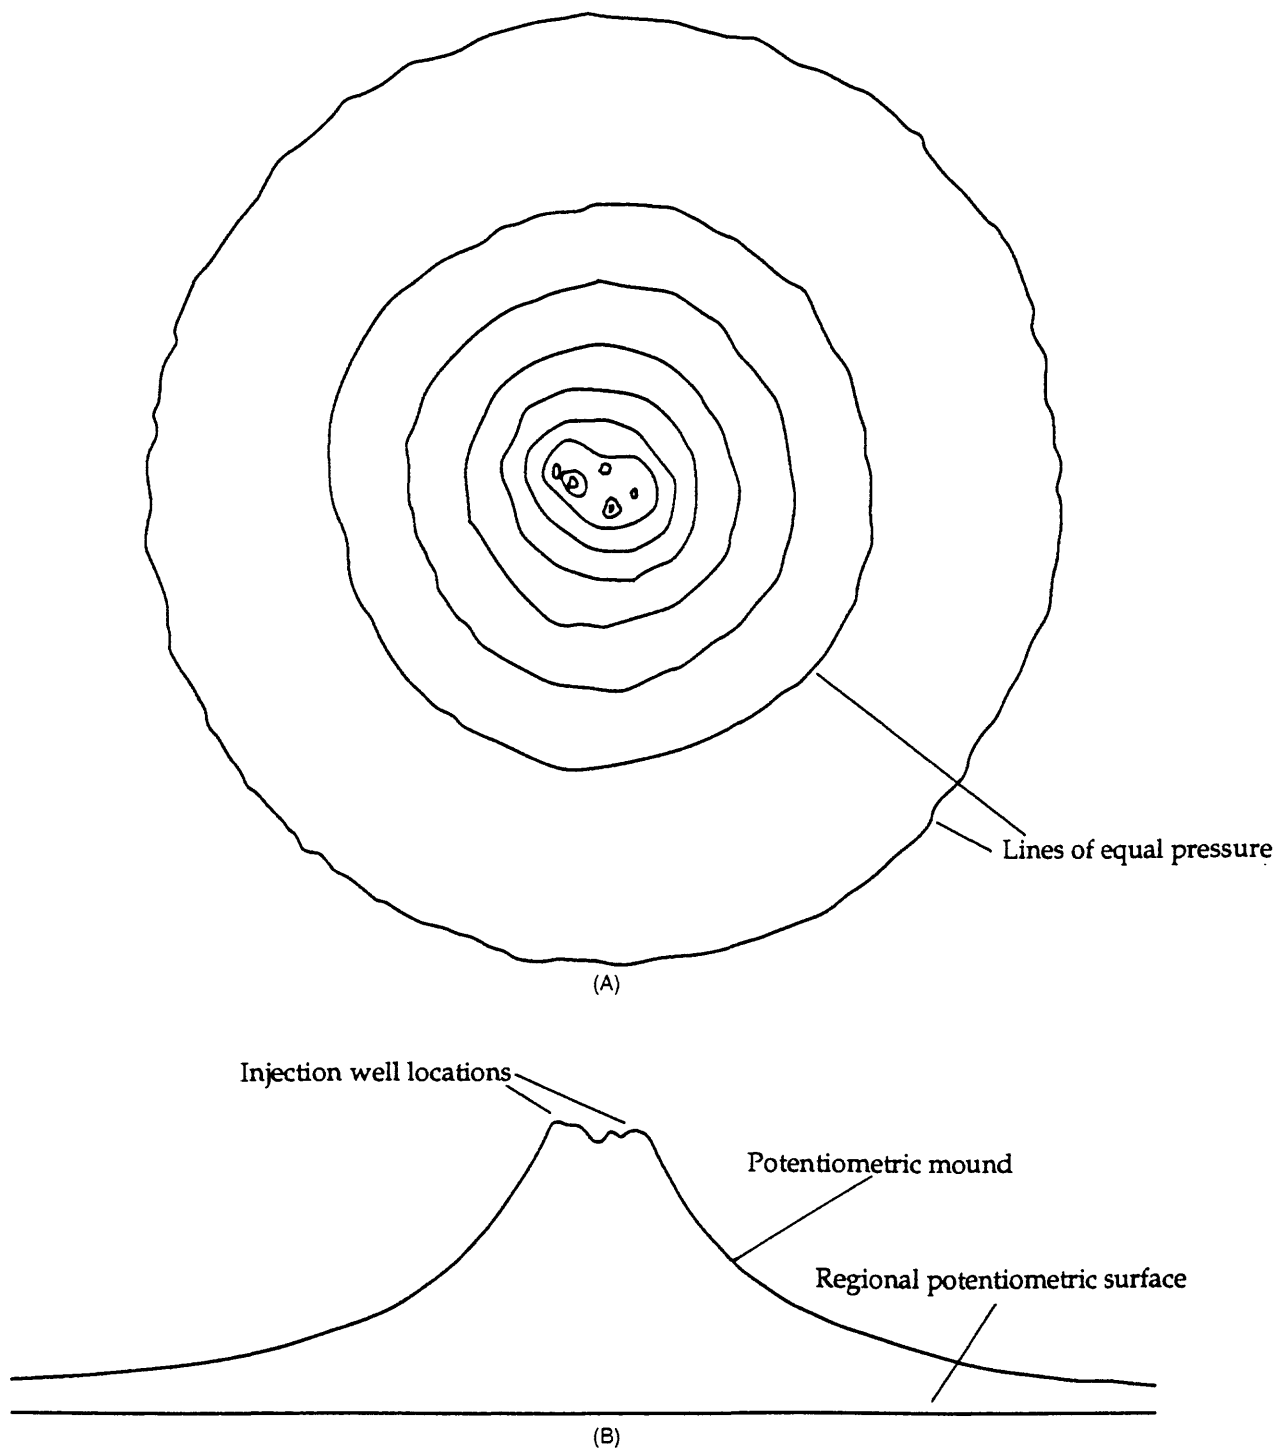 Lines of equal pressure
(A)
Injection well locations
Potentiometric mound
Regional potentiometric surface
(B)